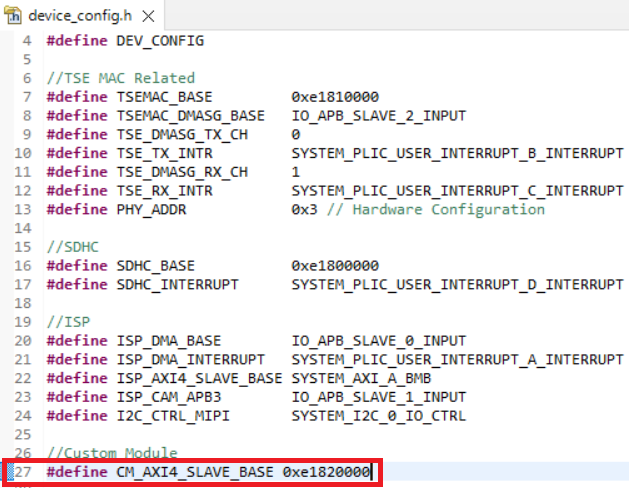 device_config.h
4 #define DEV_CONFIG
5
6 //TSE MAC Related
7 #define TSEMAC_BASE 0xe1810000
8 #define TSEMAC_DMASG_BASE IO_APB_SLAVE_2_INPUT
9 #define TSE_DMASG_TX_CH 0
10 #define TSE_TX_INTR SYSTEM_PLIC_USER_INTERRUPT_B_INTERRUPT
11 #define TSE_DMASG_RX_CH 1
12 #define TSE_RX_INTR SYSTEM_PLIC_USER_INTERRUPT_C_INTERRUPT
13 #define PHY_ADDR 0x3 // Hardware Configuration
14
15 //SDHC
16 #define SDHC_BASE 0xe1800000
17 #define SDHC_INTERRUPT SYSTEM_PLIC_USER_INTERRUPT_D_INTERRUPT
18
19 //ISP
20 #define ISP_DMA_BASE IO_APB_SLAVE_0_INPUT
21 #define ISP_DMA_INTERRUPT SYSTEM_PLIC_USER_INTERRUPT_A_INTERRUPT
22 #define ISP_AXI4_SLAVE_BASE SYSTEM_AXI_A_BMB
23 #define ISP_CAM_APB3 IO_APB_SLAVE_1_INPUT
24 #define I2C_CTRL_MIPI SYSTEM_I2C_0_IO_CTRL
25
26 //Custom Module
27 #define CM_AXI4_SLAVE_BASE 0xe1820000